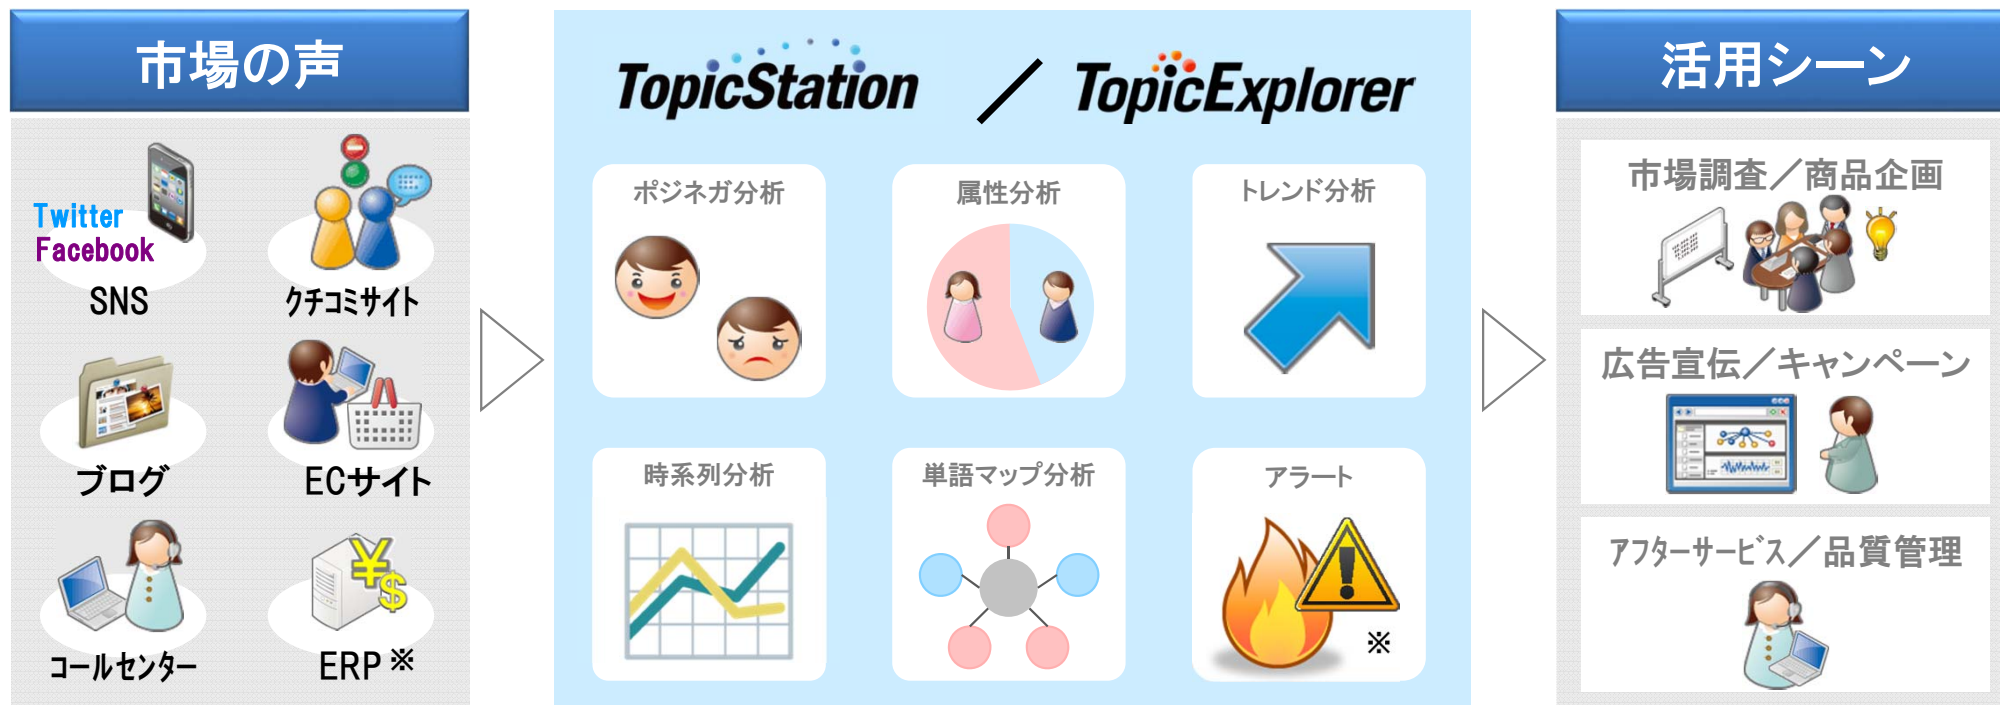 市場の声
Twitter
Facebook
SNS
クチコミサイト
ブログ
ECサイト
コールセンター
ERP※
TopicStation ／ TopicExplorer
ポジネガ分析
属性分析
トレンド分析
時系列分析
単語マップ分析
アラート
※
活用シーン
市場調査／商品企画
広告宣伝／キャンペーン
アフターサービス／品質管理